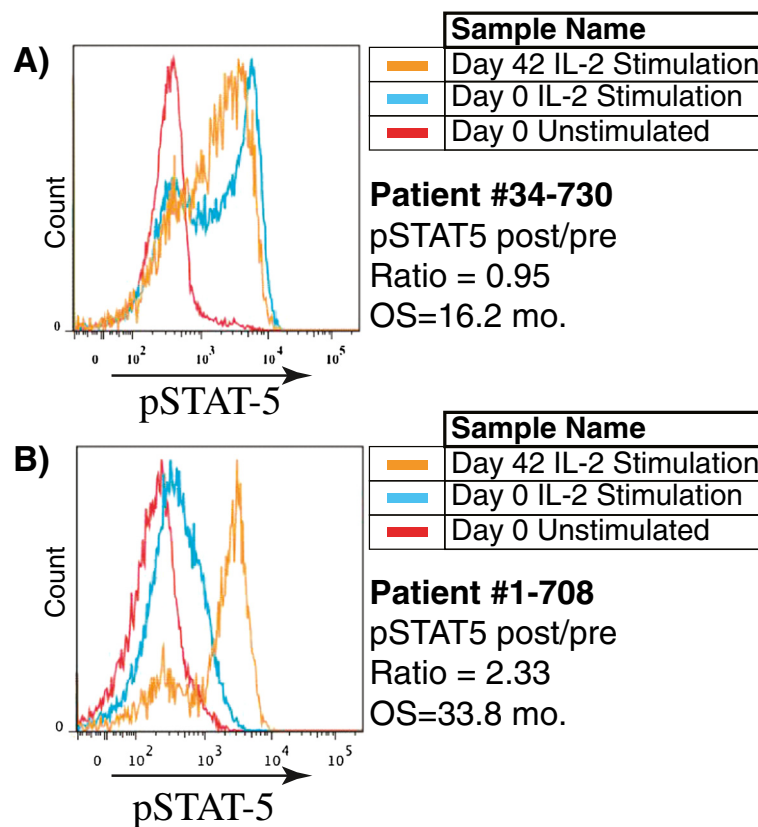 A)
Sample Name
Day 42 IL-2 Stimulation
Day 0 IL-2 Stimulation
Day 0 Unstimulated
Patient #34-730
pSTAT5 post/pre
Ratio = 0.95
OS=16.2 mo.
Count
0
0 10² 10³ 10⁴ 10⁵
pSTAT-5
B)
Sample Name
Day 42 IL-2 Stimulation
Day 0 IL-2 Stimulation
Day 0 Unstimulated
Patient #1-708
pSTAT5 post/pre
Ratio = 2.33
OS=33.8 mo.
Count
0
0 10² 10³ 10⁴ 10⁵
pSTAT-5